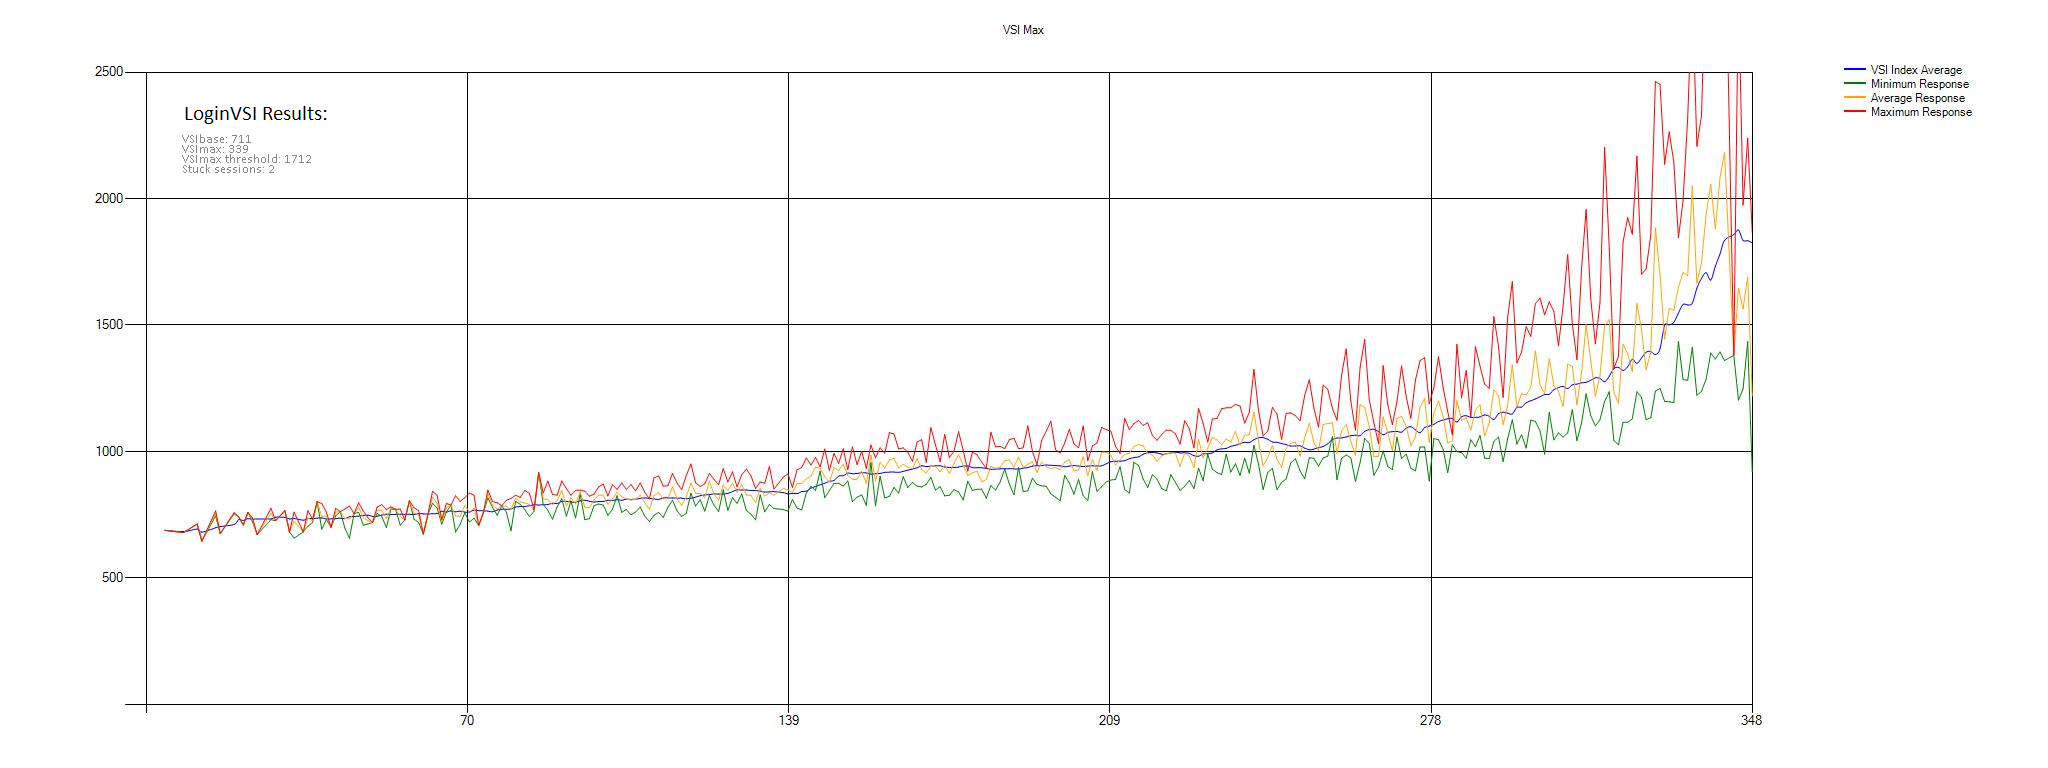 VSI Max
2500
2000
1500
1000
500
LoginVSI Results:
VSIbase: 711
VSImax: 339
VSImax threshold: 1712
Stuck sessions: 2
VSI Index Average
Minimum Response
Average Response
Maximum Response
70
139
209
278
348